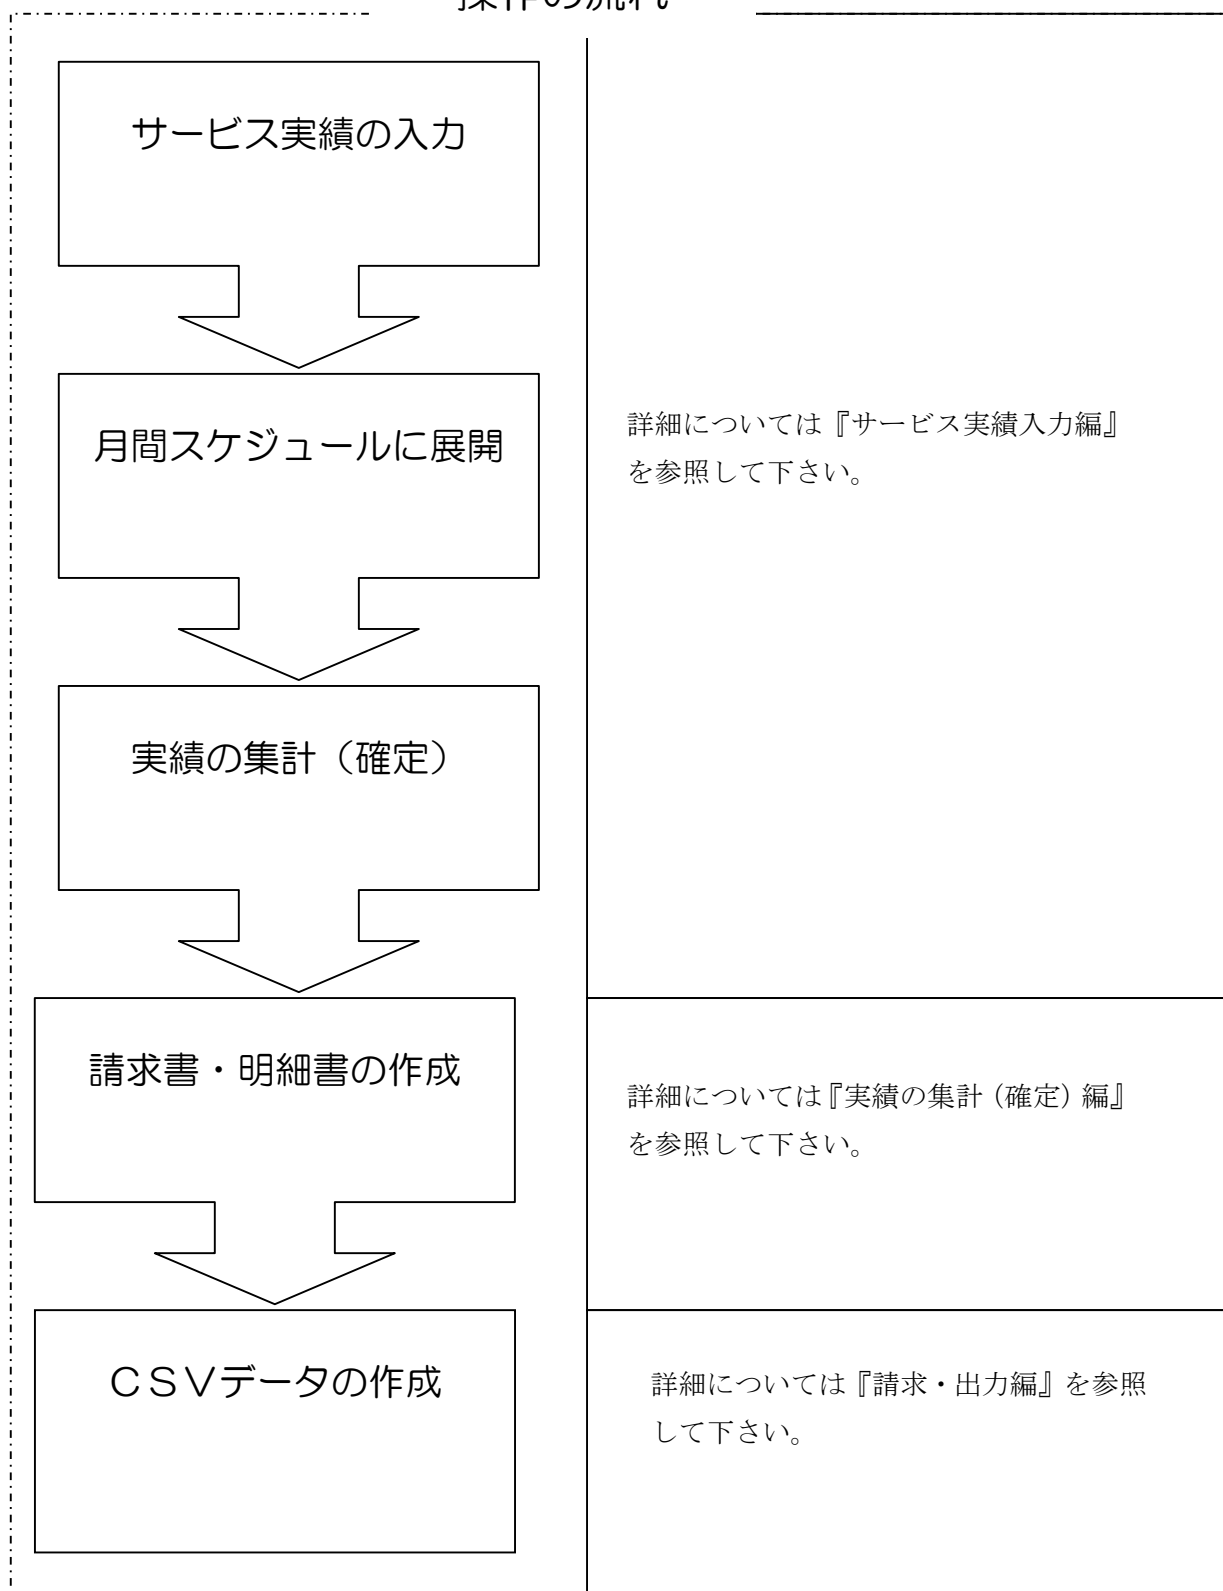 操作の流れ
サービス実績の入力
月間スケジュールに展開
詳細については『サービス実績入力編』
を参照して下さい。
実績の集計（確定）
請求書・明細書の作成
詳細については『実績の集計（確定）編』
を参照して下さい。
ＣＳＶデータの作成
詳細については『請求・出力編』を参照
して下さい。